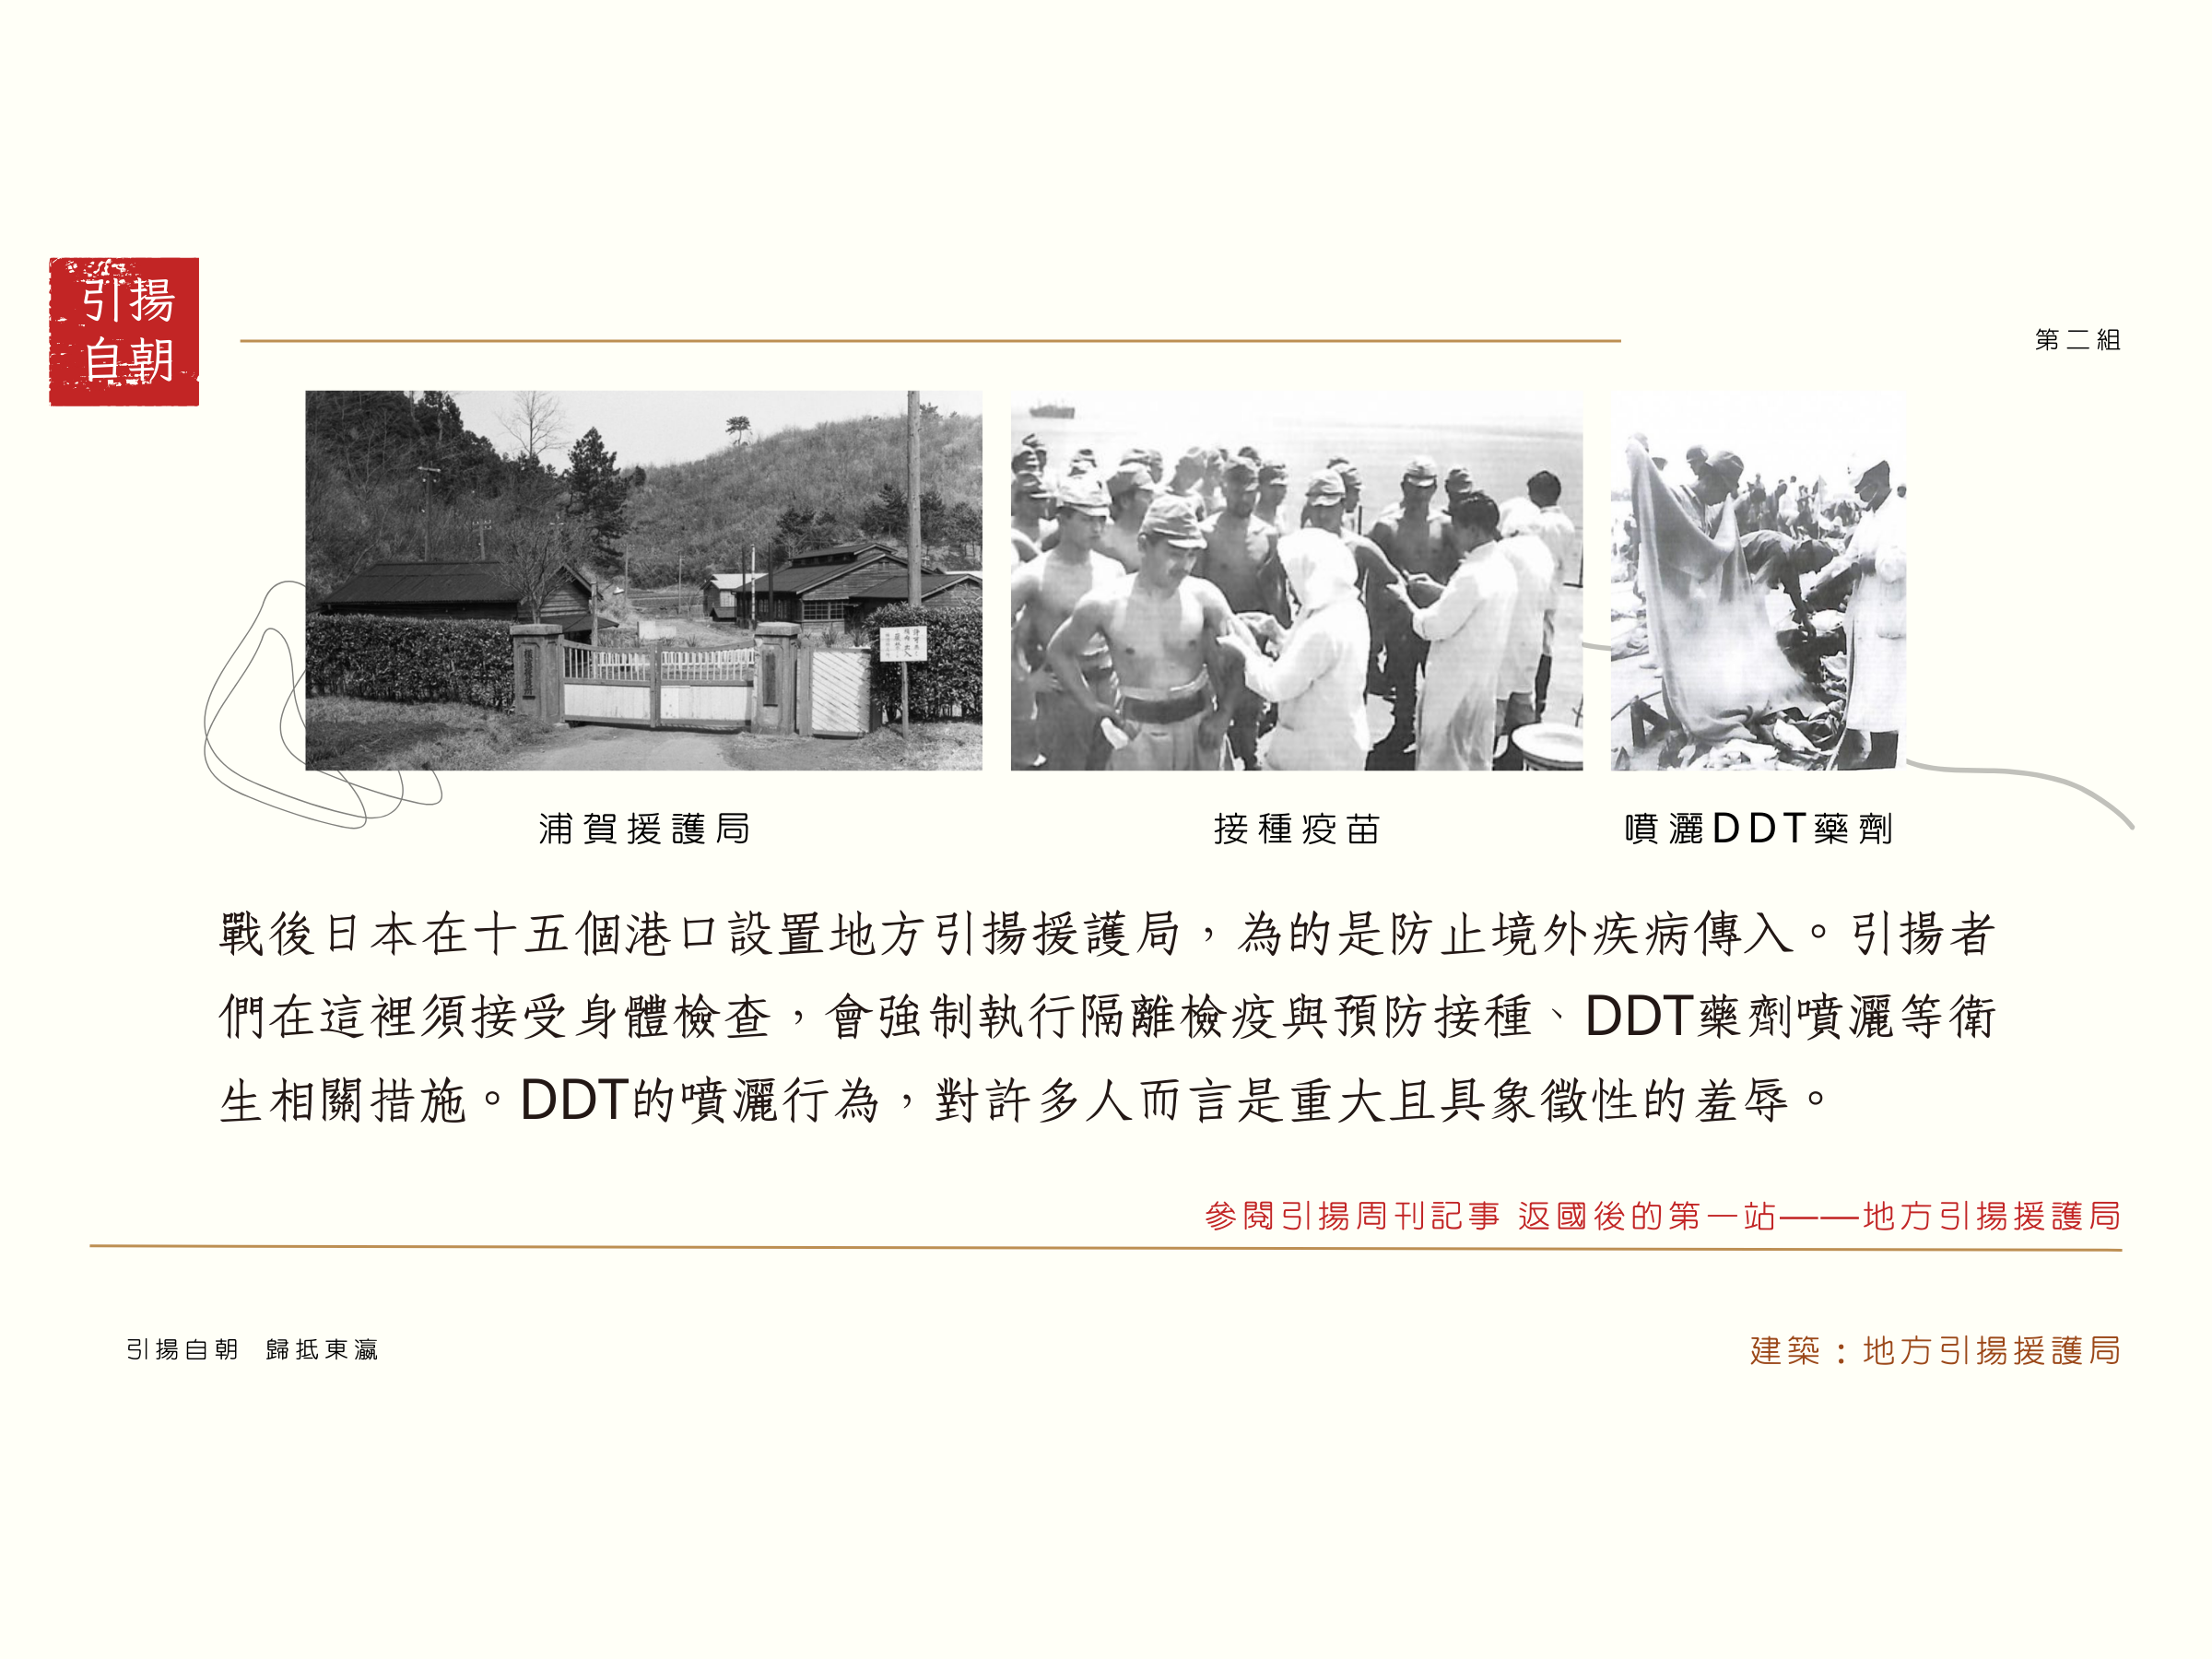 引揚
自朝
第二組
浦賀援護局
接種疫苗
噴灑DDT藥劑
戰後日本在十五個港口設置地方引揚援護局，為的是防止境外疾病傳入。引揚者
們在這裡須接受身體檢查，會強制執行隔離檢疫與預防接種、DDT藥劑噴灑等衛
生相關措施。DDT的噴灑行為，對許多人而言是重大且具象徵性的羞辱。
參閱引揚周刊記事 返國後的第一站——地方引揚援護局
引揚自朝 歸抵東瀛
建築：地方引揚援護局